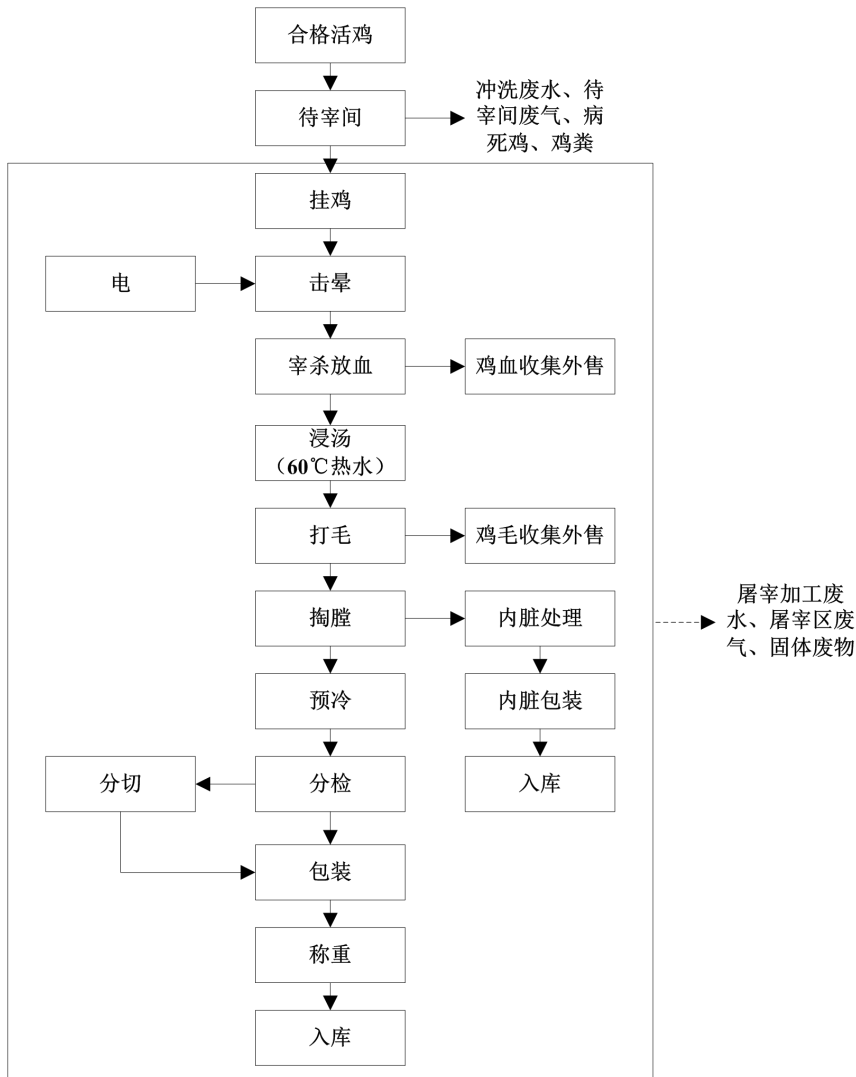 合格活鸡
待宰间
冲洗废水、待
宰间废气、病
死鸡、鸡粪
挂鸡
电
击晕
宰杀放血
鸡血收集外售
浸汤
（60℃热水）
打毛
鸡毛收集外售
掏膛
内脏处理
屠宰加工废
水、屠宰区废
气、固体废物
预冷
内脏包装
分切
分检
入库
包装
称重
入库